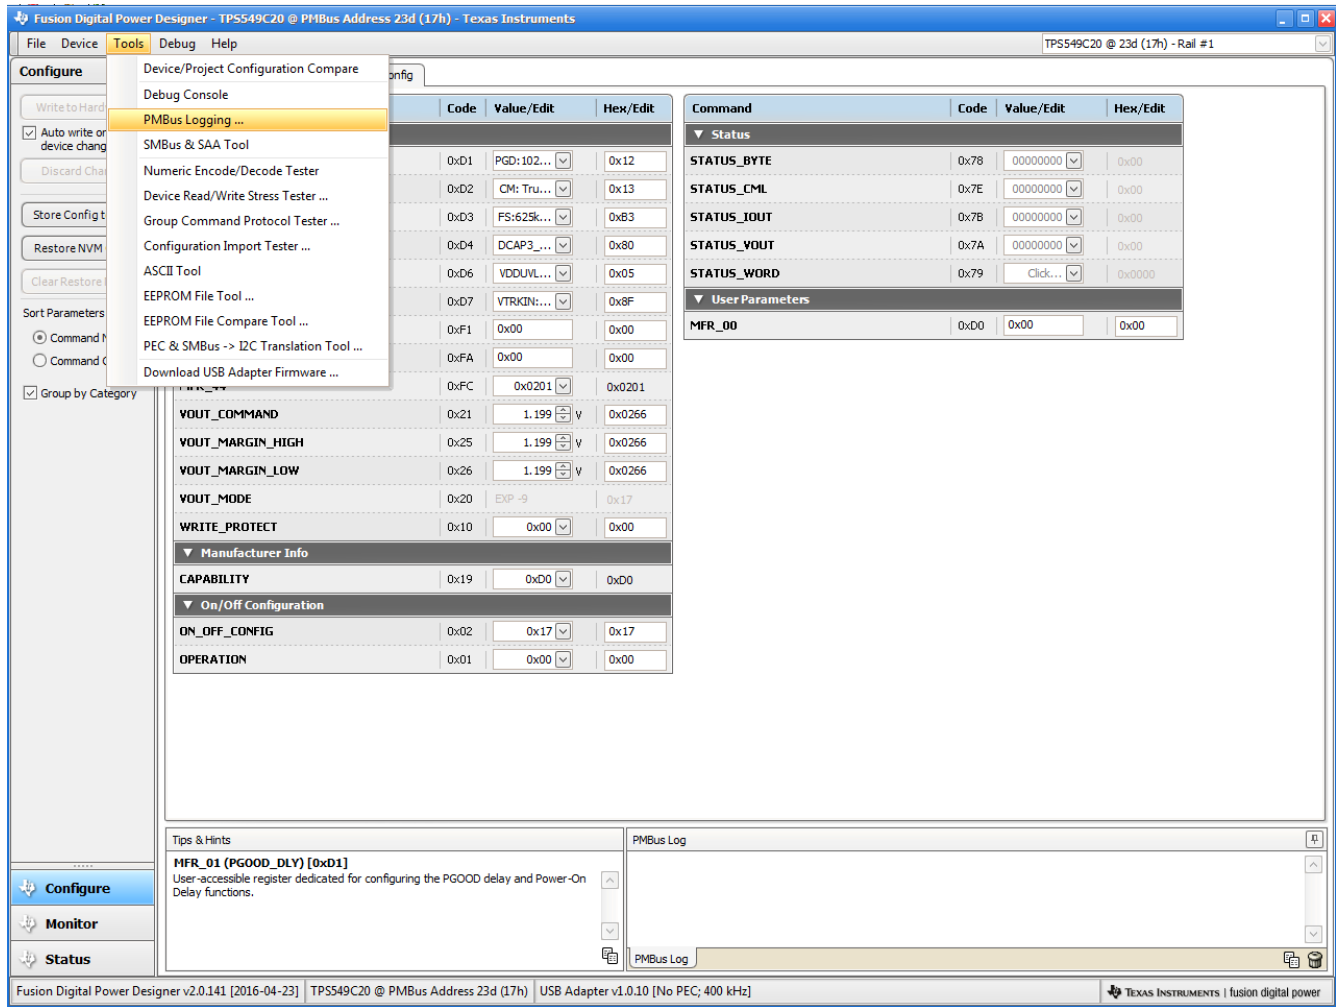 Fusion Digital Power Designer - TPS549C20 @ PMBus Address 23d (17h) - Texas Instruments
File Device Tools Debug Help
TPS549C20 @ 23d (17h) - Rail #1
Configure
Device/Project Configuration Compare
Debug Console
PMBus Logging ...
SMBus & SAA Tool
Numeric Encode/Decode Tester
Device Read/Write Stress Tester ...
Group Command Protocol Tester ...
Configuration Import Tester ...
ASCII Tool
EEPROM File Tool ...
EEPROM File Compare Tool ...
PEC & SMBus -> I2C Translation Tool ...
Download USB Adapter Firmware ...
Write to Hard
Auto write or
device chang
Discard Cha
Store Config t
Restore NVM
Clear Restore
Sort Parameters
Command
Command
Group by Category
onfig
Code Value/Edit Hex/Edit
0xD1 PGD:102... 0x12
0xD2 CM: Tru... 0x13
0xD3 FS:625k... 0xB3
0xD4 DCAP3_... 0x80
0xD6 VDDUVL... 0x05
0xD7 VTRKIN:... 0x8F
0xF1 0x00 0x00
0xFA 0x00 0x00
MFR_44 0xFC 0x0201 0x0201
VOUT_COMMAND 0x21 1.199 V 0x0266
VOUT_MARGIN_HIGH 0x25 1.199 V 0x0266
VOUT_MARGIN_LOW 0x26 1.199 V 0x0266
VOUT_MODE 0x20 EXP -9 0x17
WRITE_PROTECT 0x10 0x00 0x00
Manufacturer Info
CAPABILITY 0x19 0xD0 0xD0
On/Off Configuration
ON_OFF_CONFIG 0x02 0x17 0x17
OPERATION 0x01 0x00 0x00
Command Code Value/Edit Hex/Edit
Status
STATUS_BYTE 0x78 00000000 0x00
STATUS_CML 0x7E 00000000 0x00
STATUS_IOUT 0x7B 00000000 0x00
STATUS_VOUT 0x7A 00000000 0x00
STATUS_WORD 0x79 Click... 0x0000
User Parameters
MFR_00 0xD0 0x00 0x00
Tips & Hints
MFR_01 (PGOOD_DLY) [0xD1]
User-accessible register dedicated for configuring the PGOOD delay and Power-On
Delay functions.
PMBus Log
PMBus Log
Configure
Monitor
Status
Fusion Digital Power Designer v2.0.141 [2016-04-23] TPS549C20 @ PMBus Address 23d (17h) USB Adapter v1.0.10 [No PEC; 400 kHz]
TEXAS INSTRUMENTS | fusion digital power